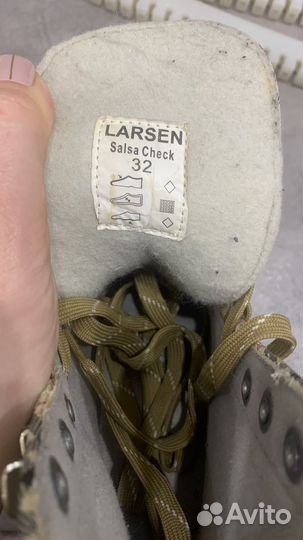 LARSEN
Salsa Check
32
Avito